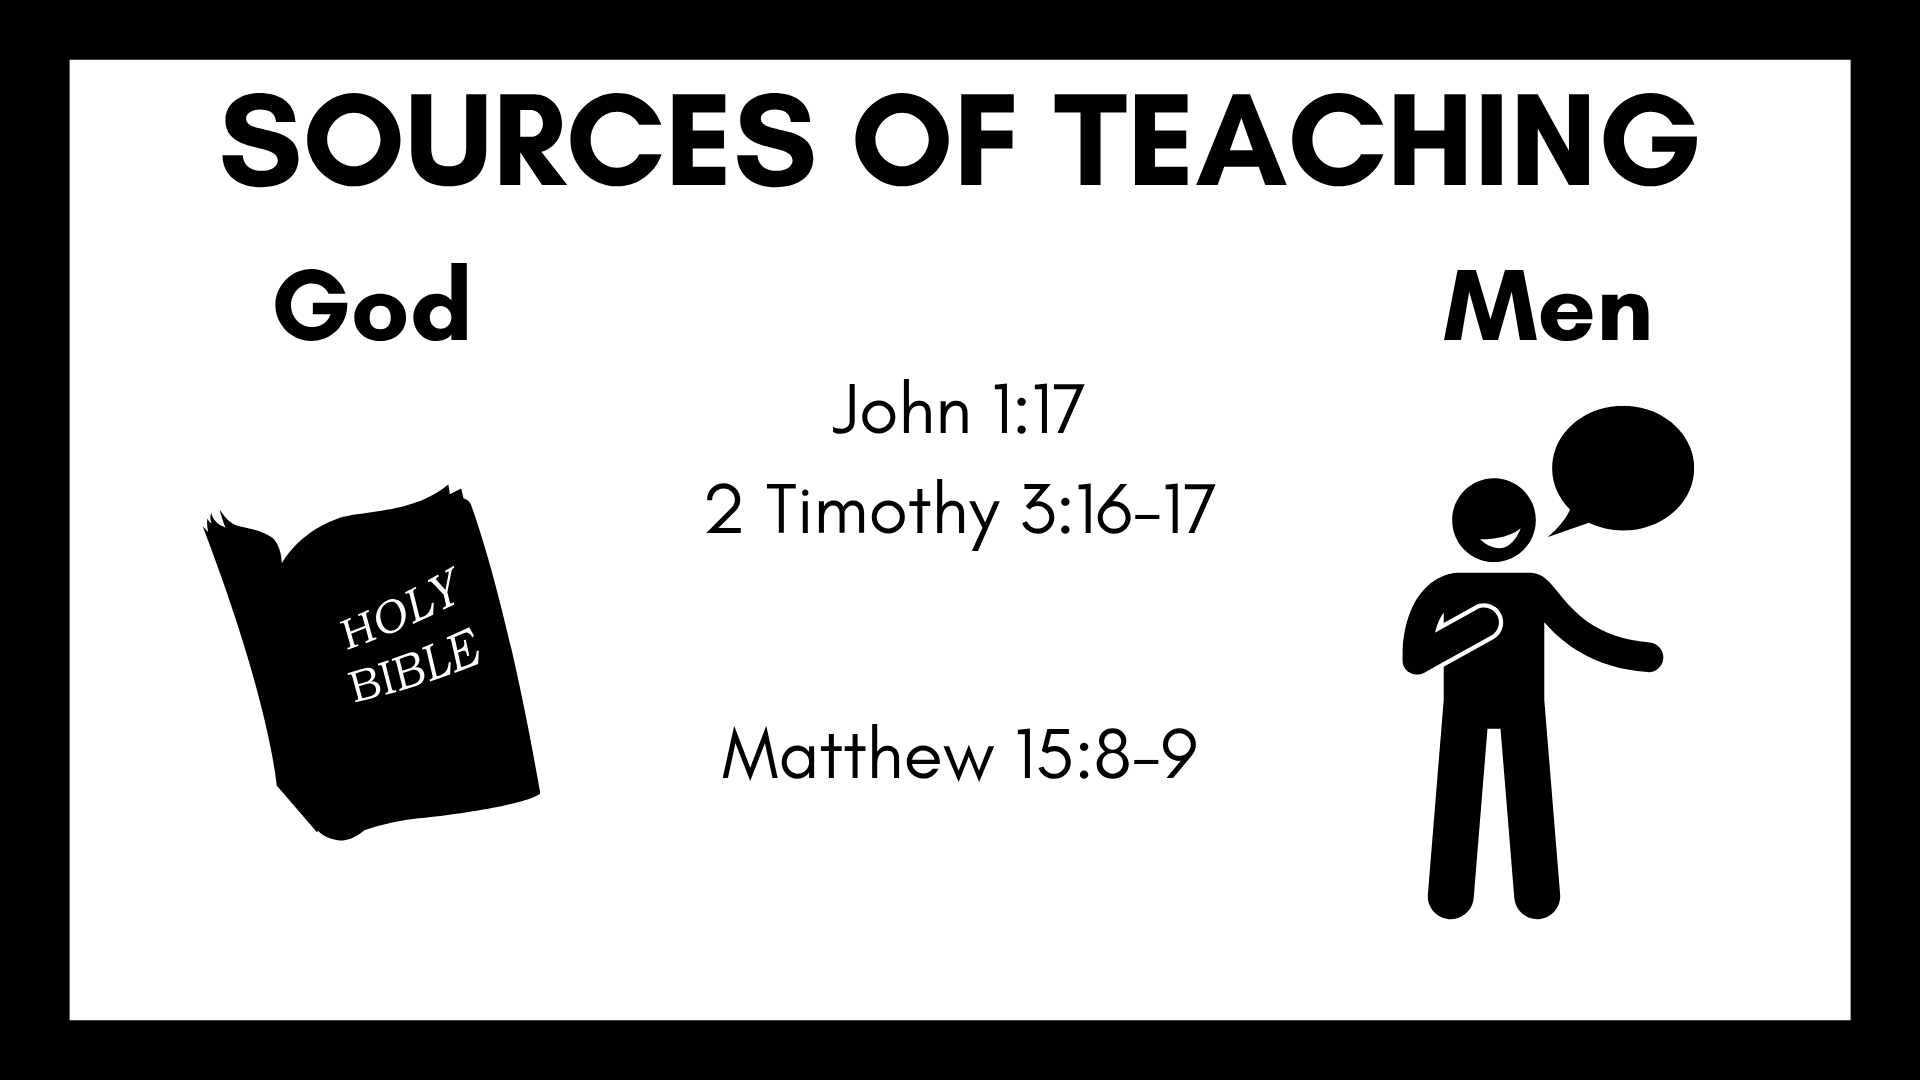 SOURCES OF TEACHING
God
Men
John 1:17
2 Timothy 3:16-17
HOLY
BIBLE
Matthew 15:8-9